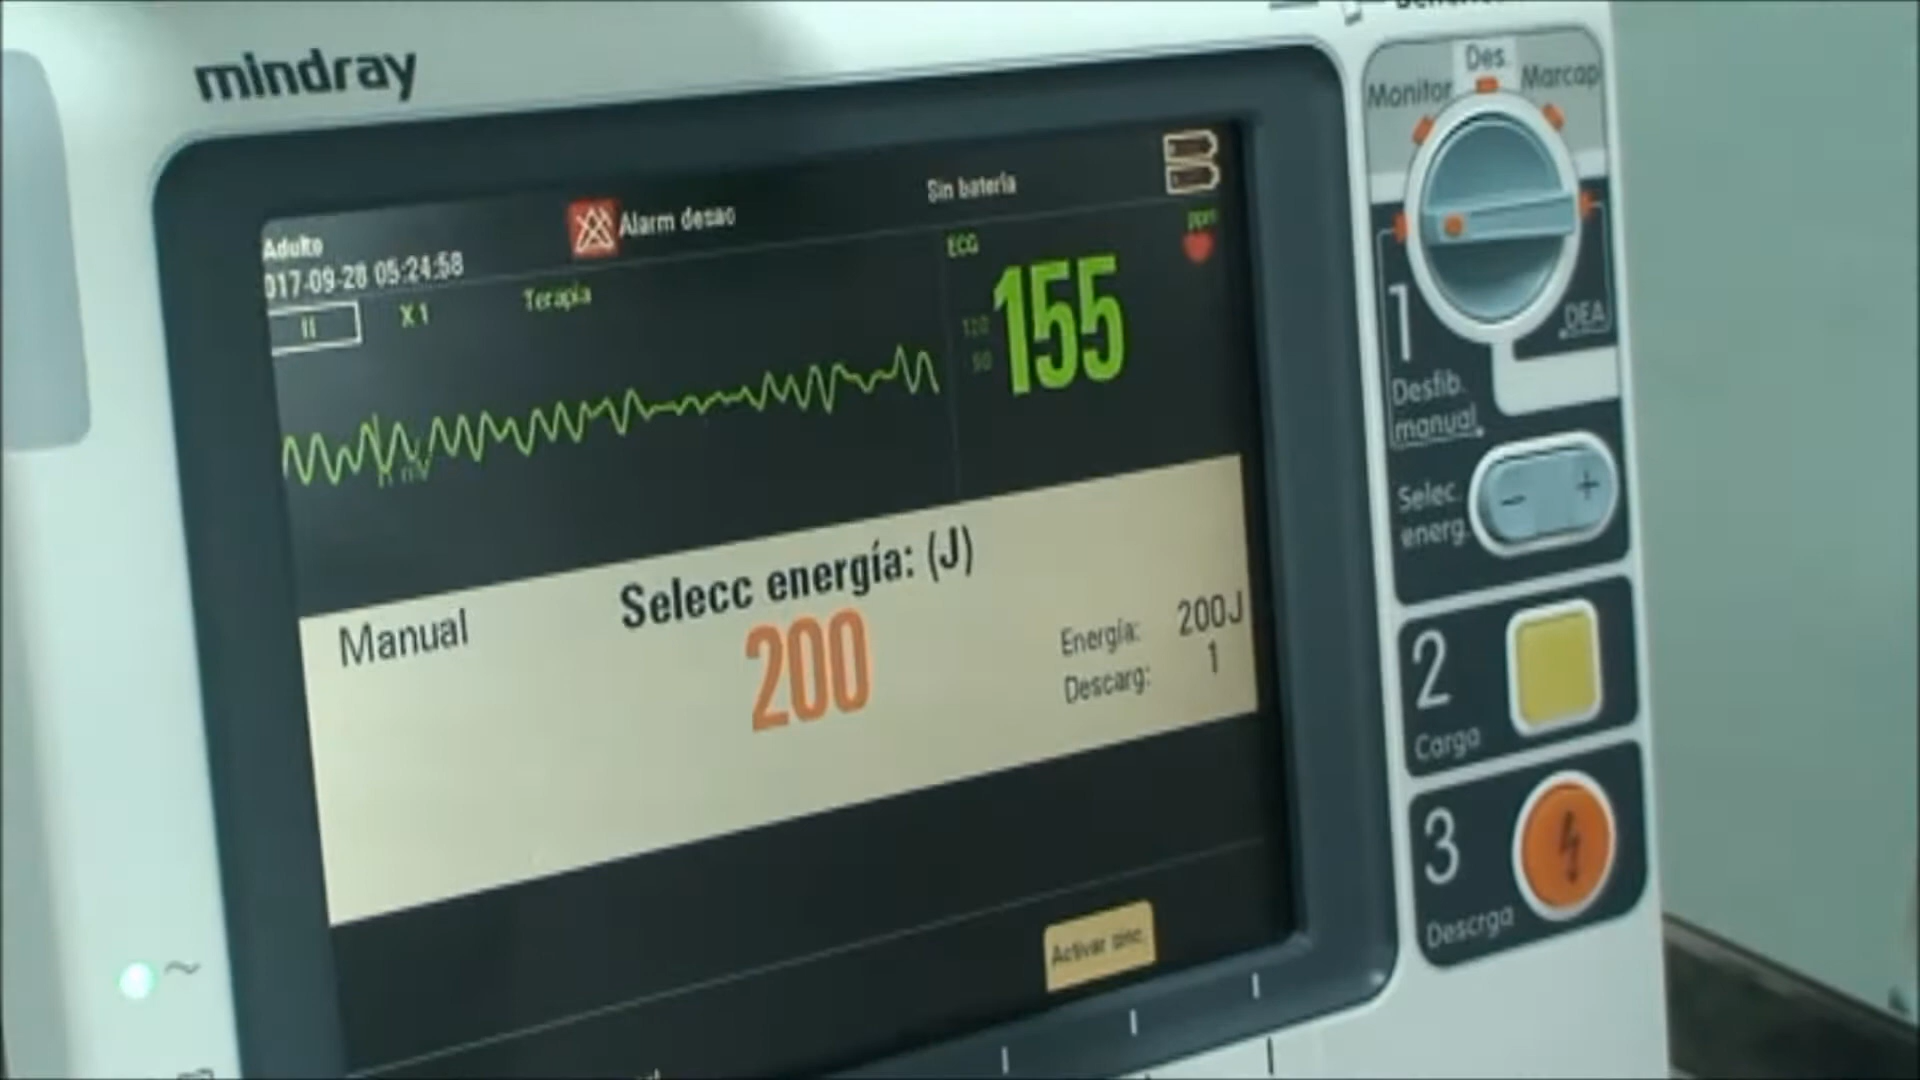 mindray
Adulto
017-09-28 05:24:58
Alarm desac
Sin batería
II
X1
Terapia
ECG
120
50
155
ppm
Manual
Selecc energía: (J)
200
Energía: 200J
Descarg: 1
Activar sinc
Monitor
Des.
Marcap
1
Desfib.
manual
DEA
Selec.
energ.
- +
2
Carga
3
Descrga